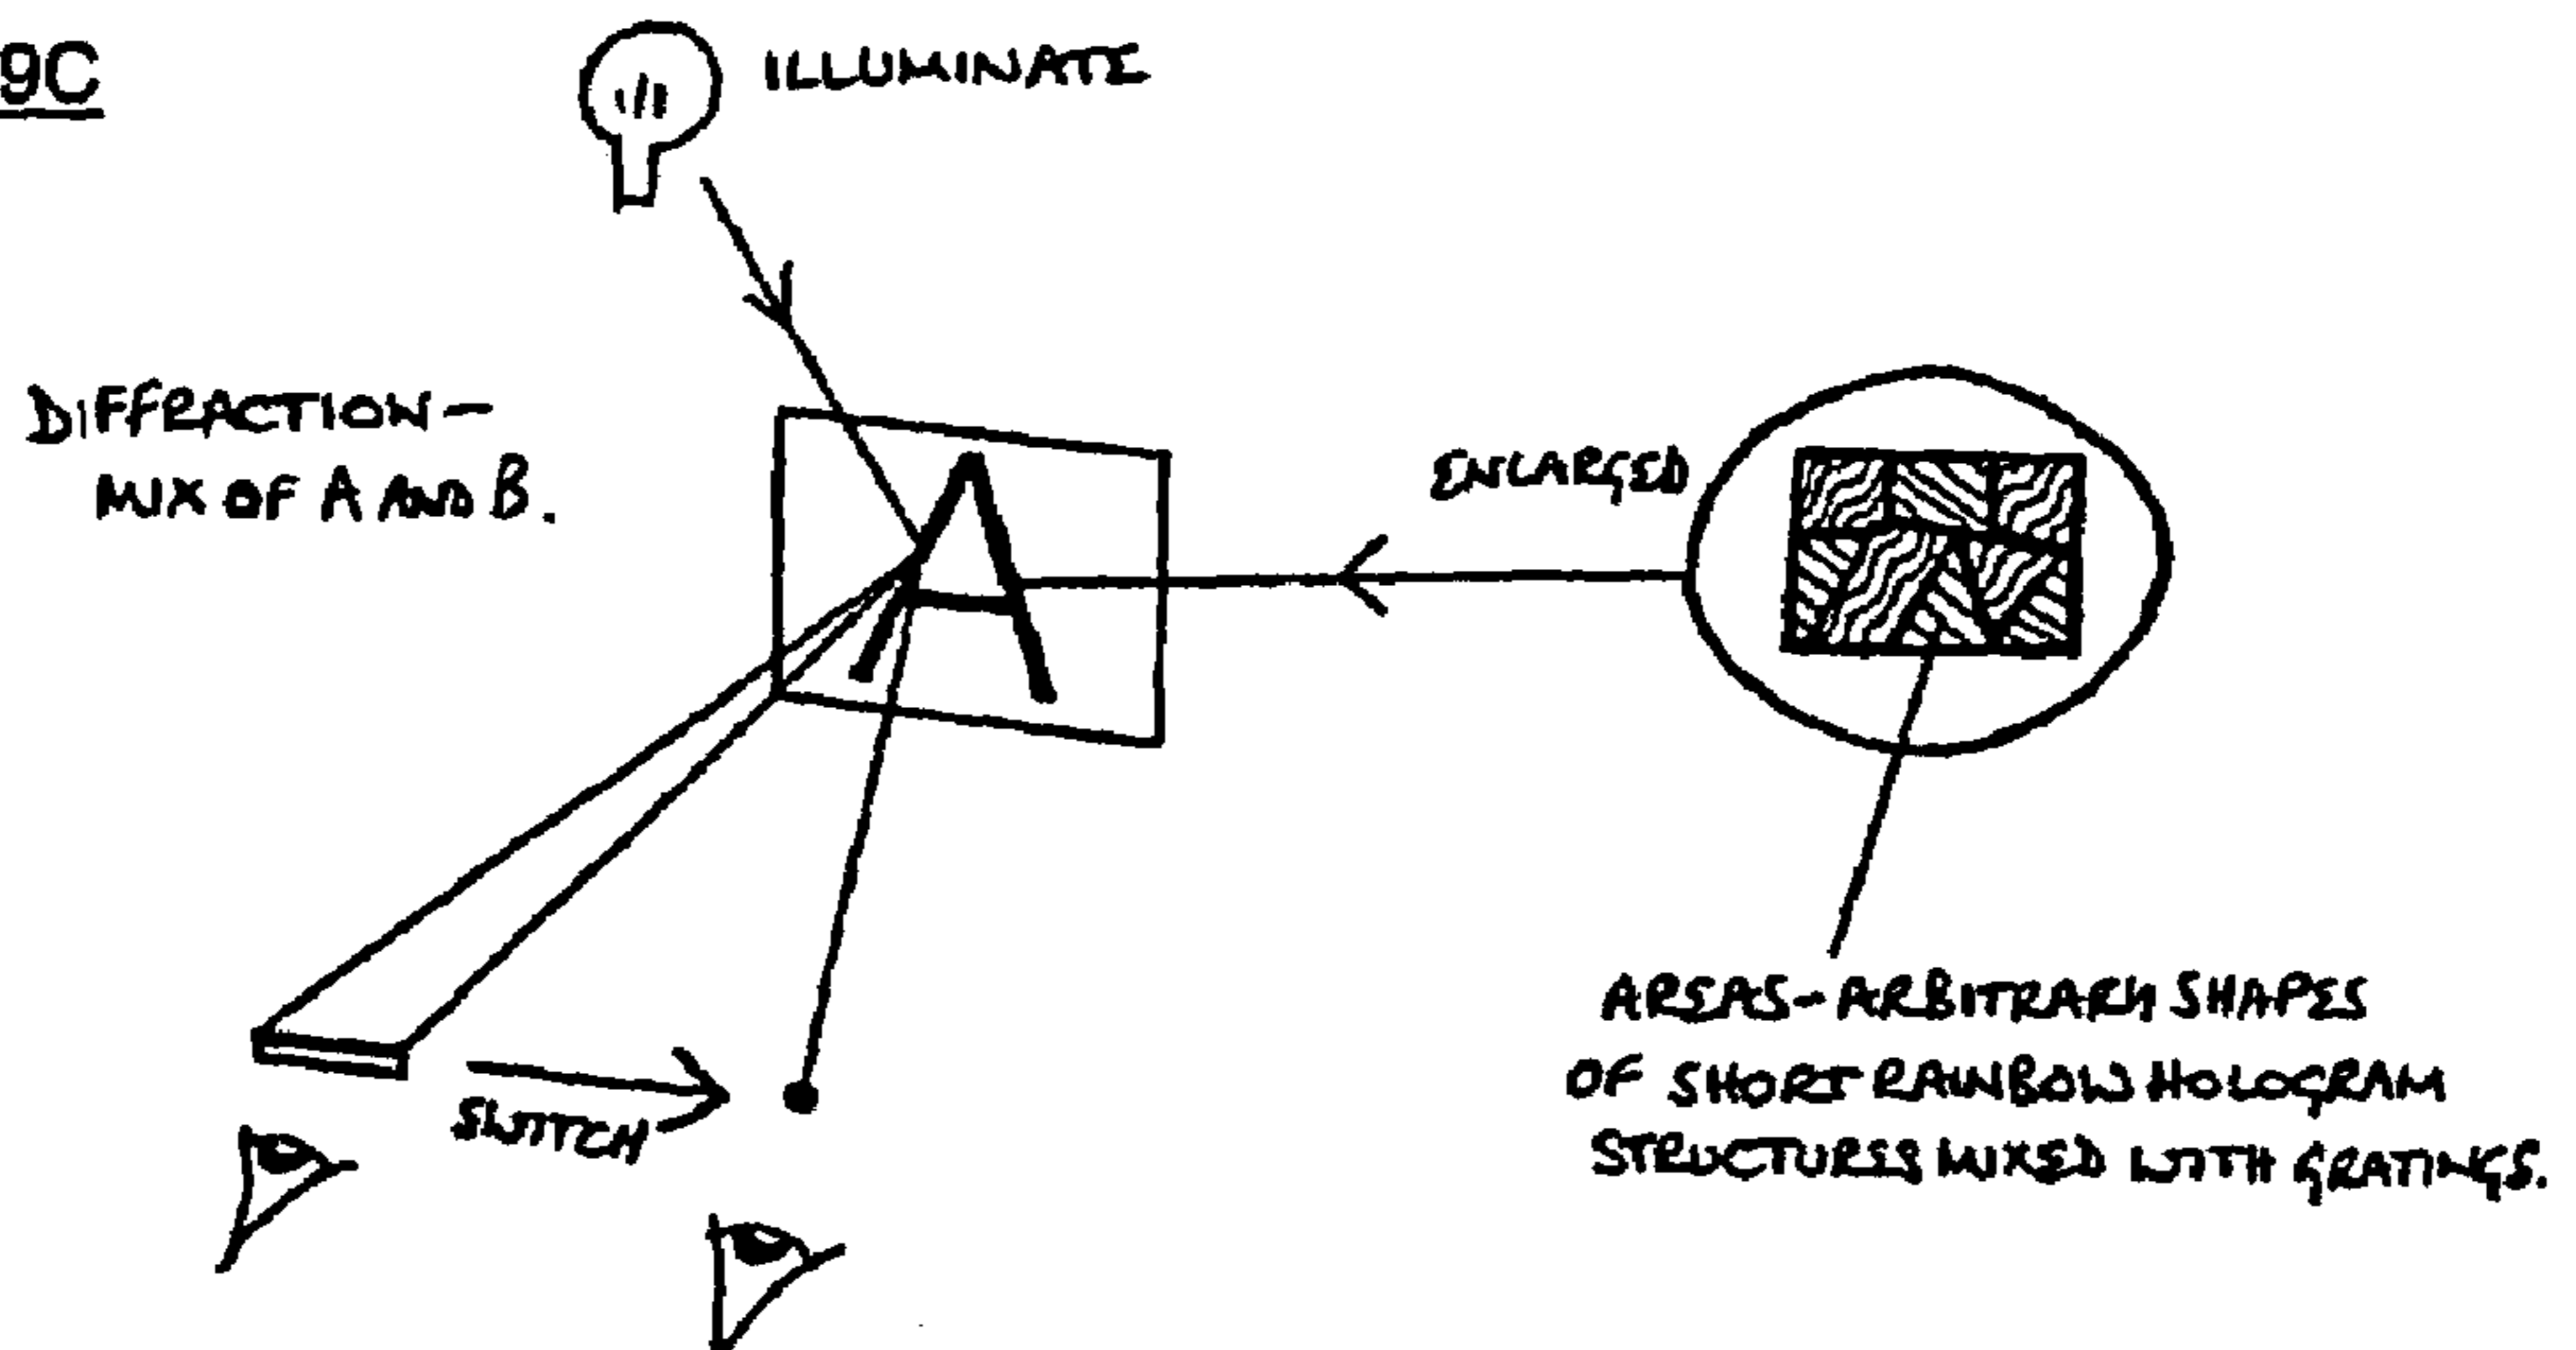 9C
ILLUMINATE
DIFFRACTION-
MIX OF A AND B.
A
ENLARGED
SWITCH
AREAS-ARBITRARY SHAPES
OF SHORT RAINBOW HOLOGRAM
STRUCTURES MIXED WITH GRATINGS.